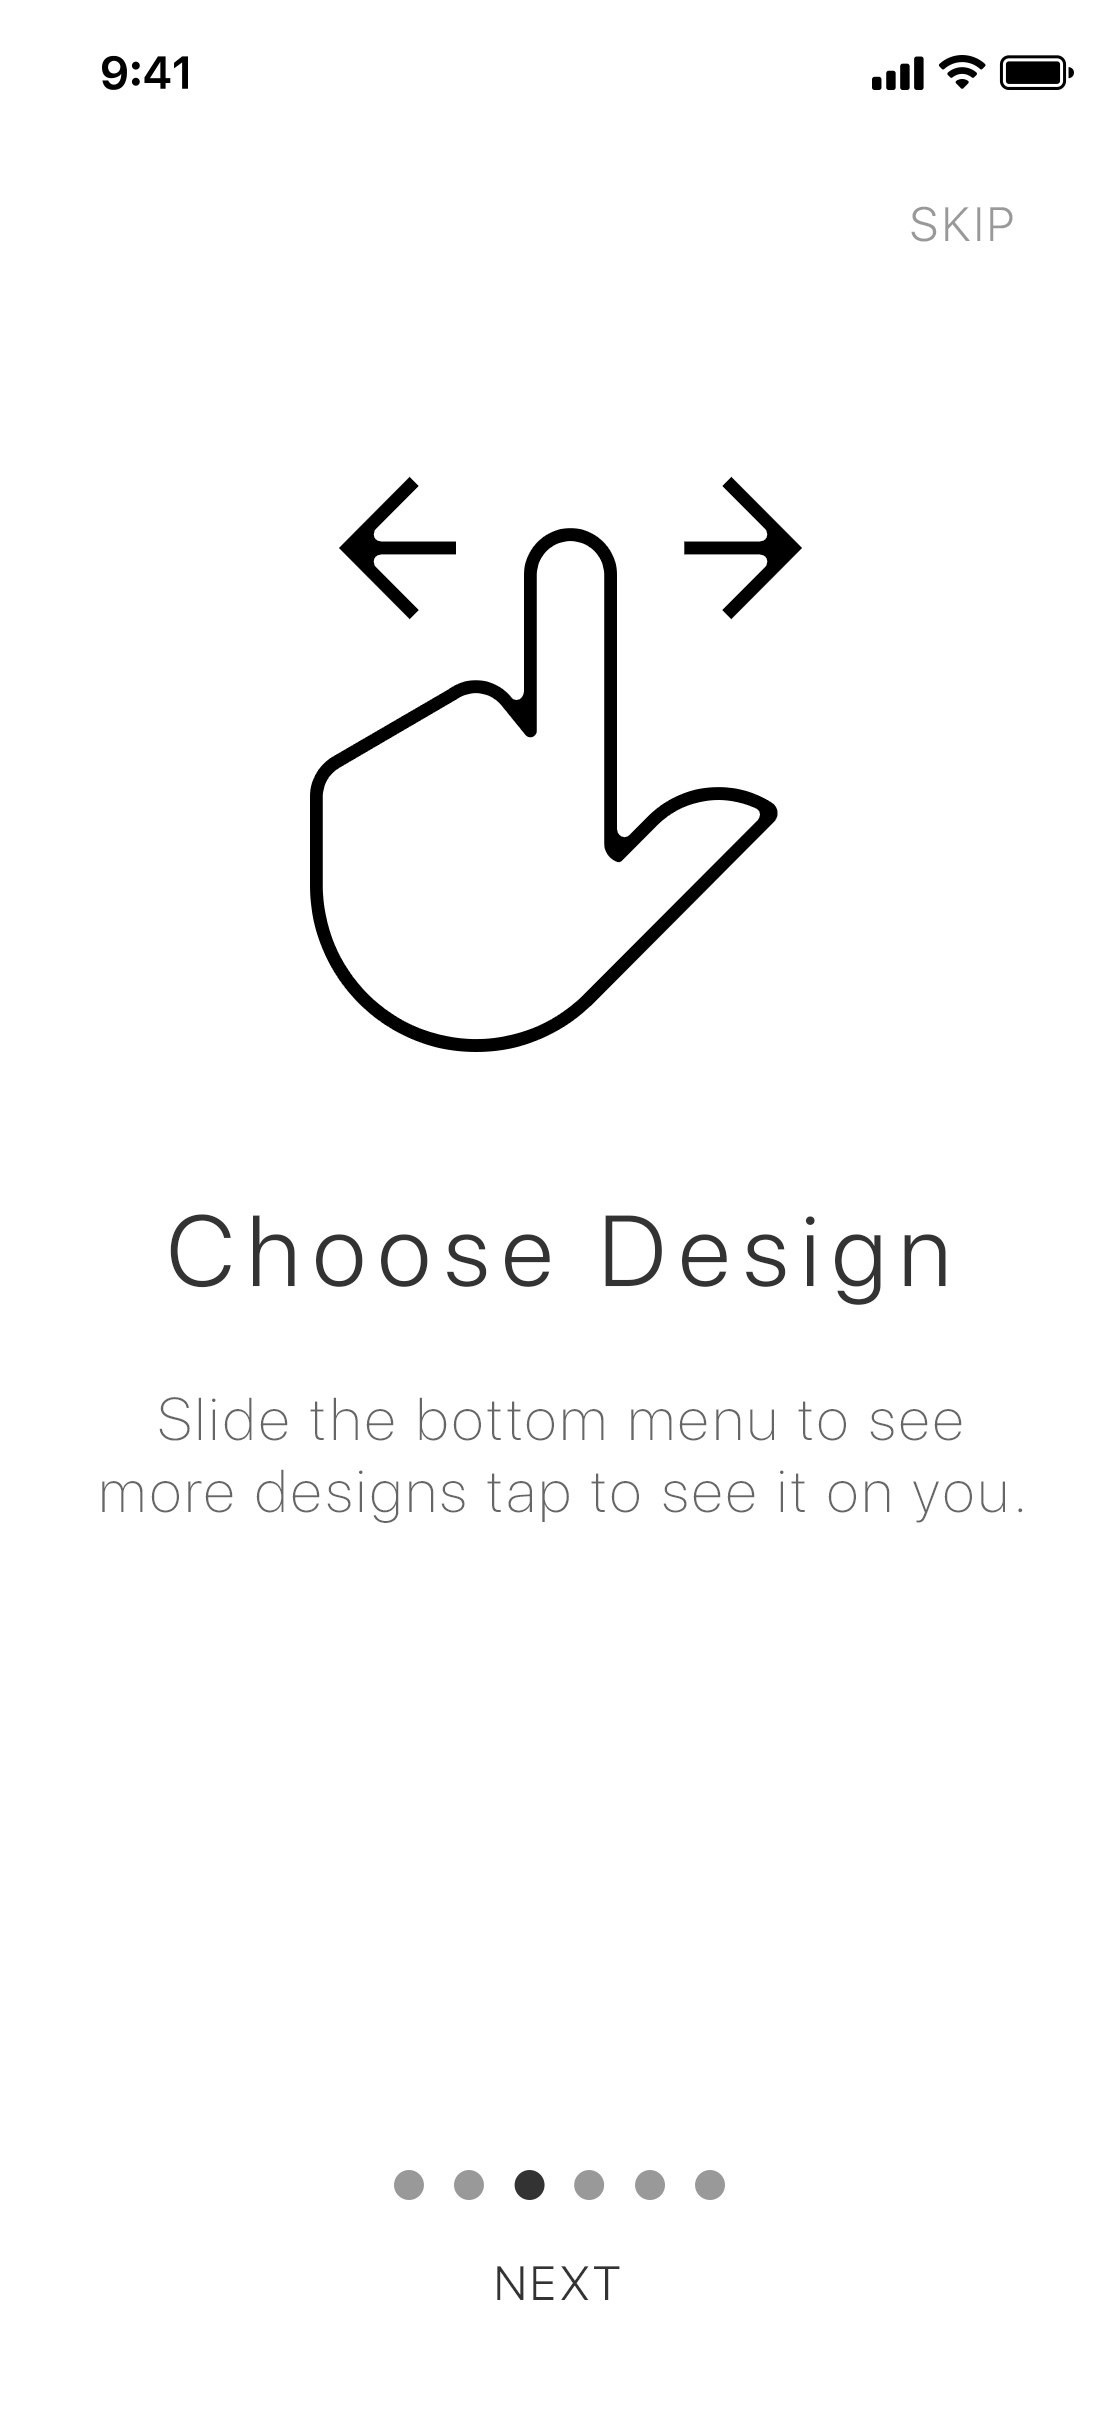 9:41
SKIP
Choose Design
Slide the bottom menu to see
more designs tap to see it on you.
NEXT